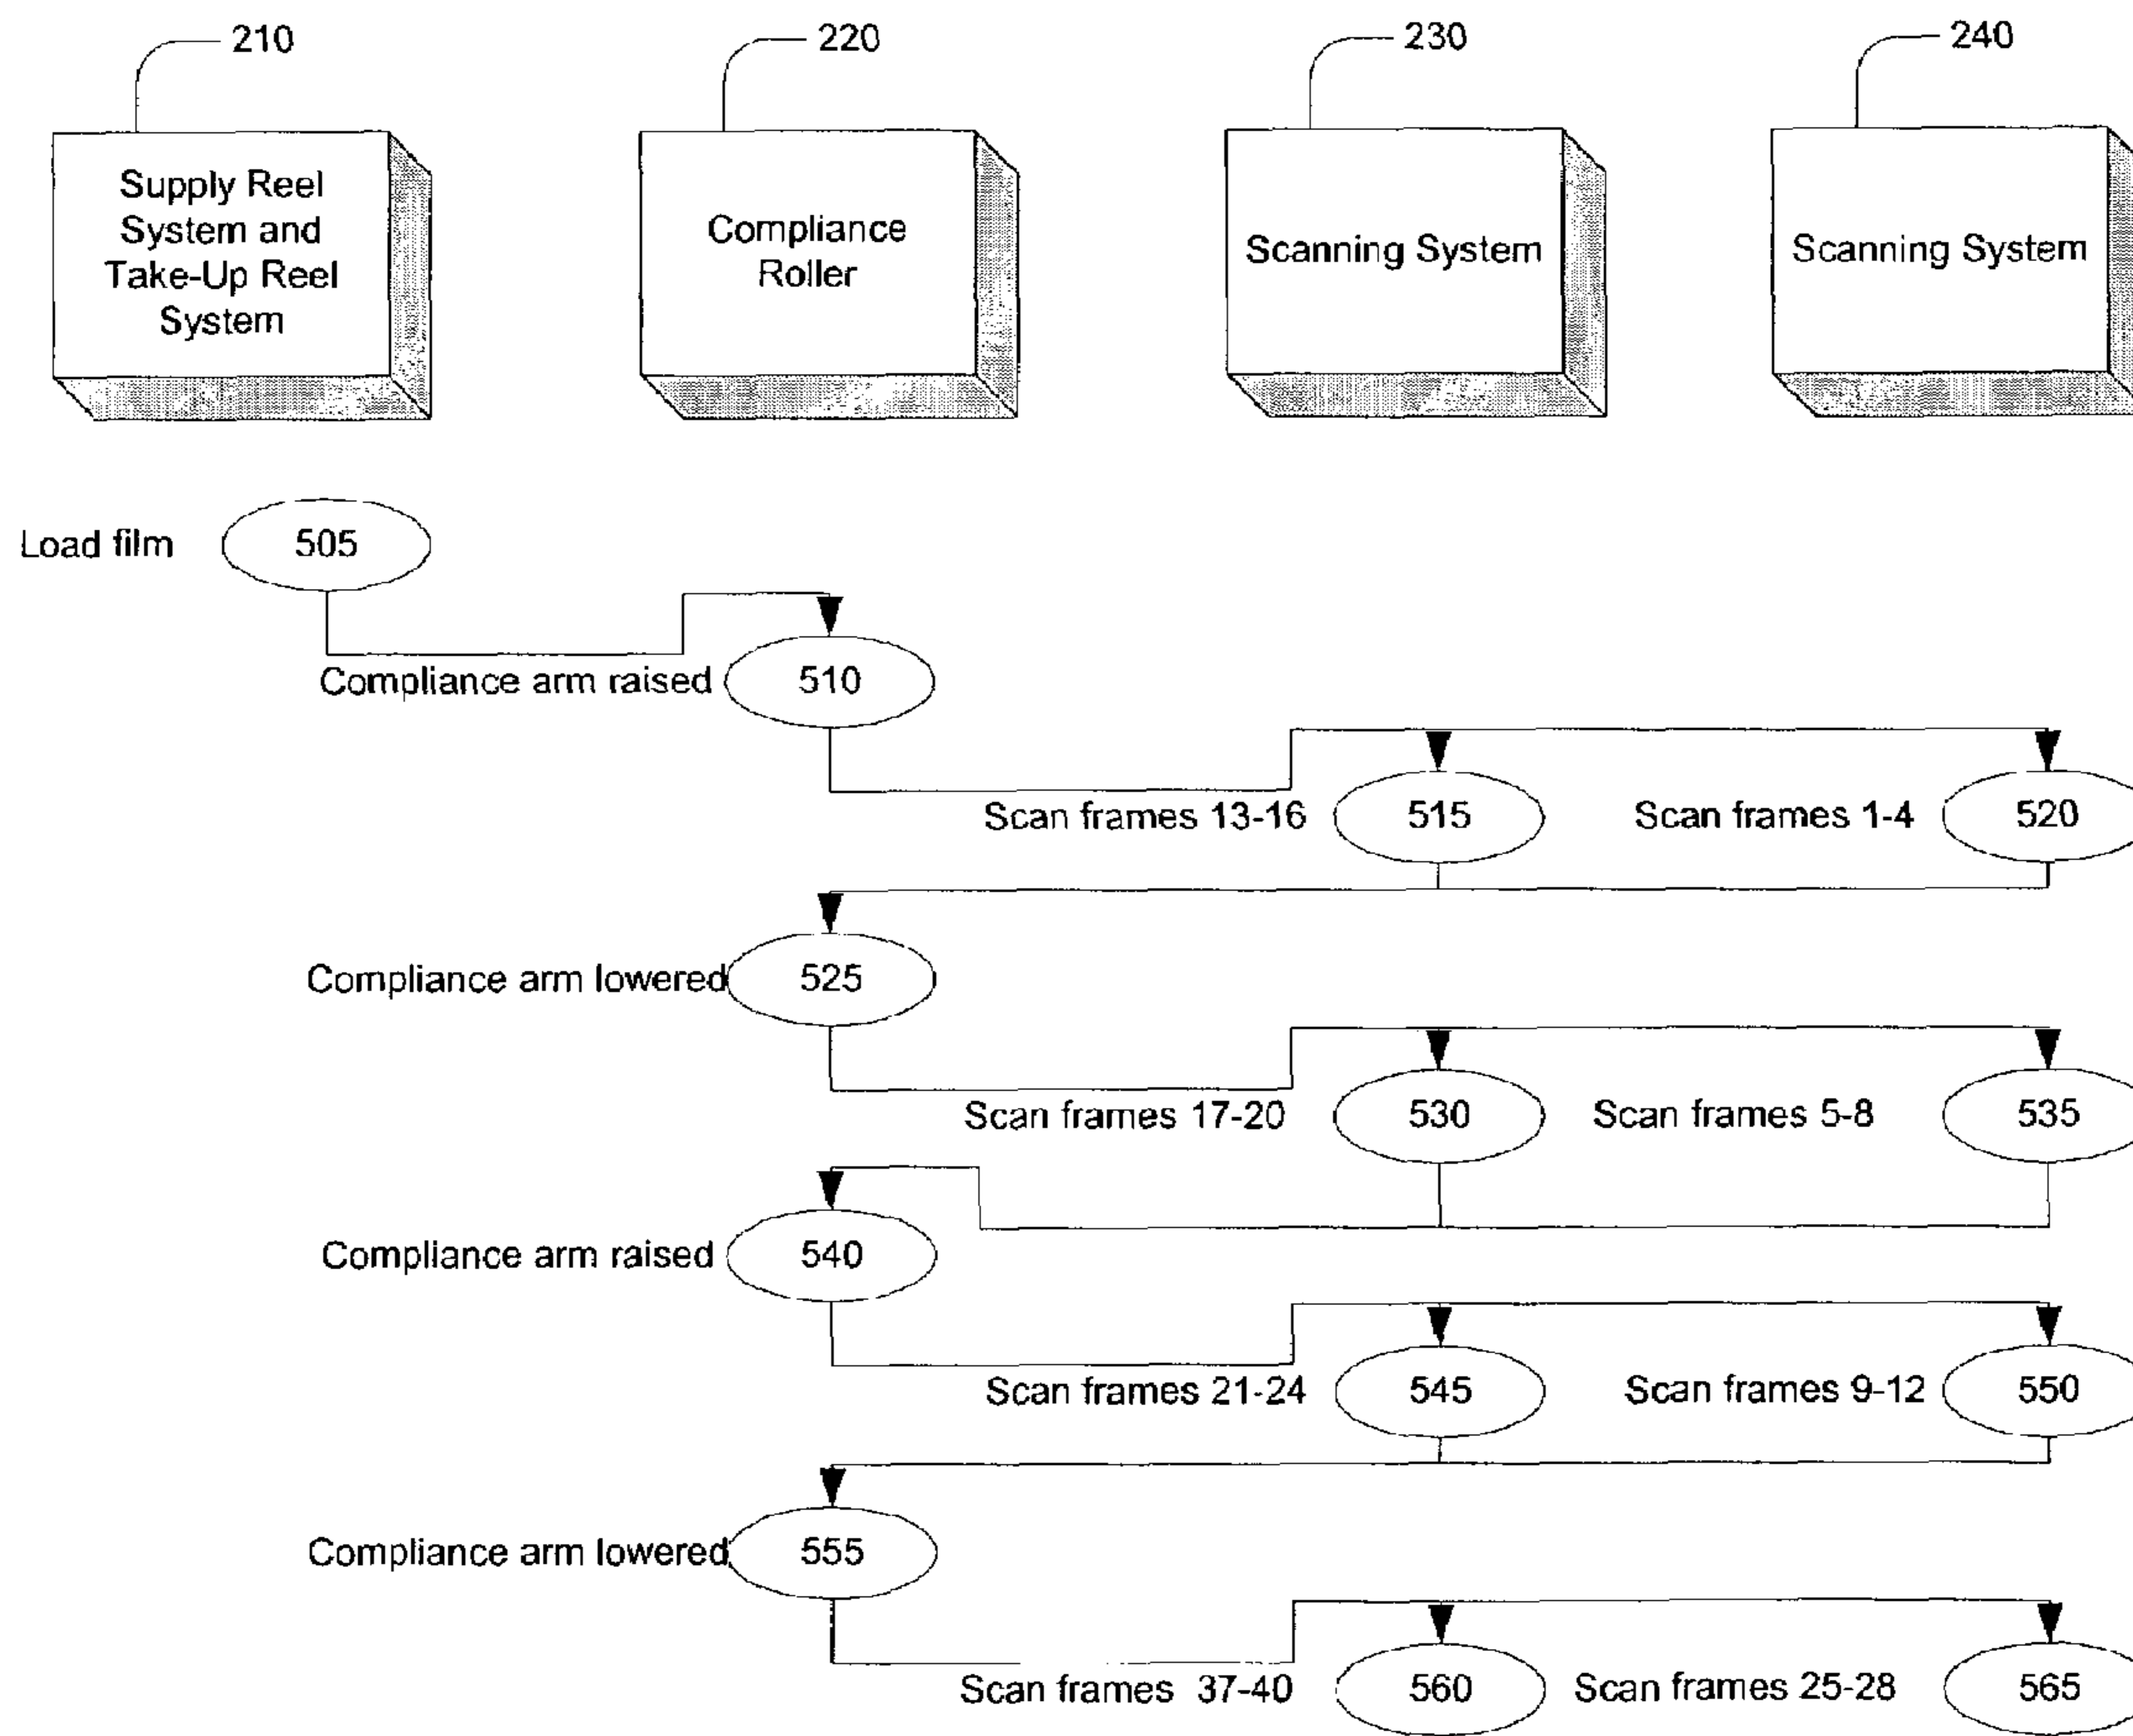 210
220
230
240
Supply Reel
System and
Take-Up Reel
System
Compliance
Roller
Scanning System
Scanning System
Load film
505
Compliance arm raised
510
Scan frames 13-16
515
Scan frames 1-4
520
Compliance arm lowered
525
Scan frames 17-20
530
Scan frames 5-8
535
Compliance arm raised
540
Scan frames 21-24
545
Scan frames 9-12
550
Compliance arm lowered
555
Scan frames 37-40
560
Scan frames 25-28
565